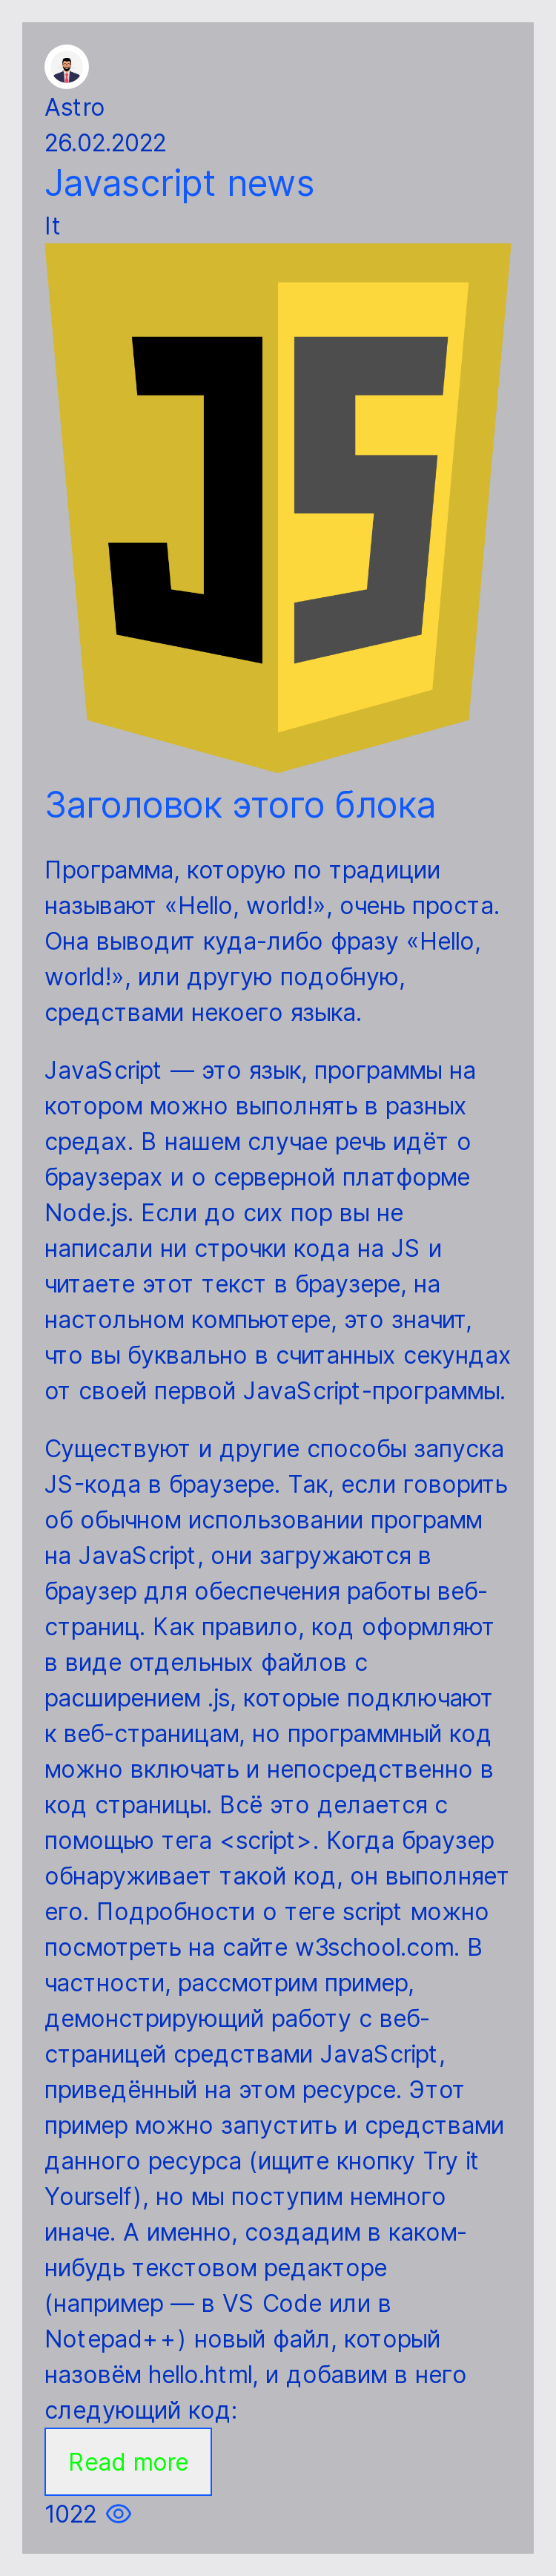 Astro
26.02.2022
Javascript news
It
JS
Заголовок этого блока
Программа, которую по традиции
называют «Hello, world!», очень проста.
Она выводит куда-либо фразу «Hello,
world!», или другую подобную,
средствами некоего языка.
JavaScript — это язык, программы на
котором можно выполнять в разных
средах. В нашем случае речь идёт о
браузерах и о серверной платформе
Node.js. Если до сих пор вы не
написали ни строчки кода на JS и
читаете этот текст в браузере, на
настольном компьютере, это значит,
что вы буквально в считанных секундах
от своей первой JavaScript-программы.
Существуют и другие способы запуска
JS-кода в браузере. Так, если говорить
об обычном использовании программ
на JavaScript, они загружаются в
браузер для обеспечения работы веб-
страниц. Как правило, код оформляют
в виде отдельных файлов с
расширением .js, которые подключают
к веб-страницам, но программный код
можно включать и непосредственно в
код страницы. Всё это делается с
помощью тега <script>. Когда браузер
обнаруживает такой код, он выполняет
его. Подробности о теге script можно
посмотреть на сайте w3school.com. В
частности, рассмотрим пример,
демонстрирующий работу с веб-
страницей средствами JavaScript,
приведённый на этом ресурсе. Этот
пример можно запустить и средствами
данного ресурса (ищите кнопку Try it
Yourself), но мы поступим немного
иначе. А именно, создадим в каком-
нибудь текстовом редакторе
(например — в VS Code или в
Notepad++) новый файл, который
назовём hello.html, и добавим в него
следующий код:
Read more
1022